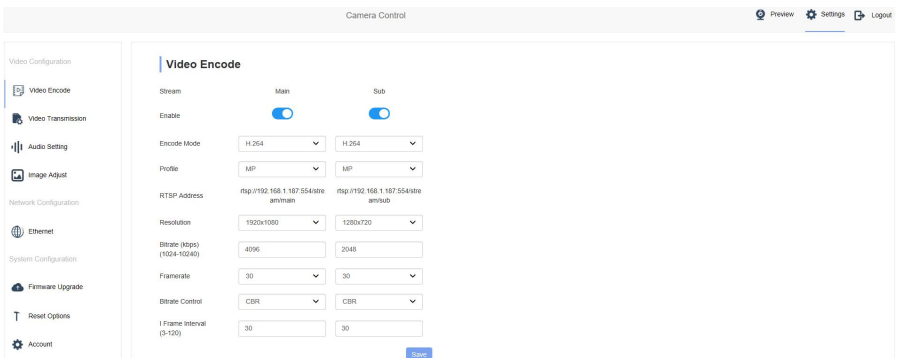 Camera Control
Preview
Settings
Logout
Video Configuration
Video Encode
Video Transmission
Audio Setting
Image Adjust
Network Configuration
Ethernet
System Configuration
Firmware Upgrade
Reset Options
Account
Video Encode
Stream Main Sub
Enable
Encode Mode H.264 H.264
Profile MP MP
RTSP Address rtsp://192.168.1.187:554/stre rtsp://192.168.1.187:554/stre
am/main am/sub
Resolution 1920x1080 1280x720
Bitrate (kbps)
(1024-10240) 4096 2048
Framerate 30 30
Bitrate Control CBR CBR
I Frame Interval
(3-120) 30 30
Save